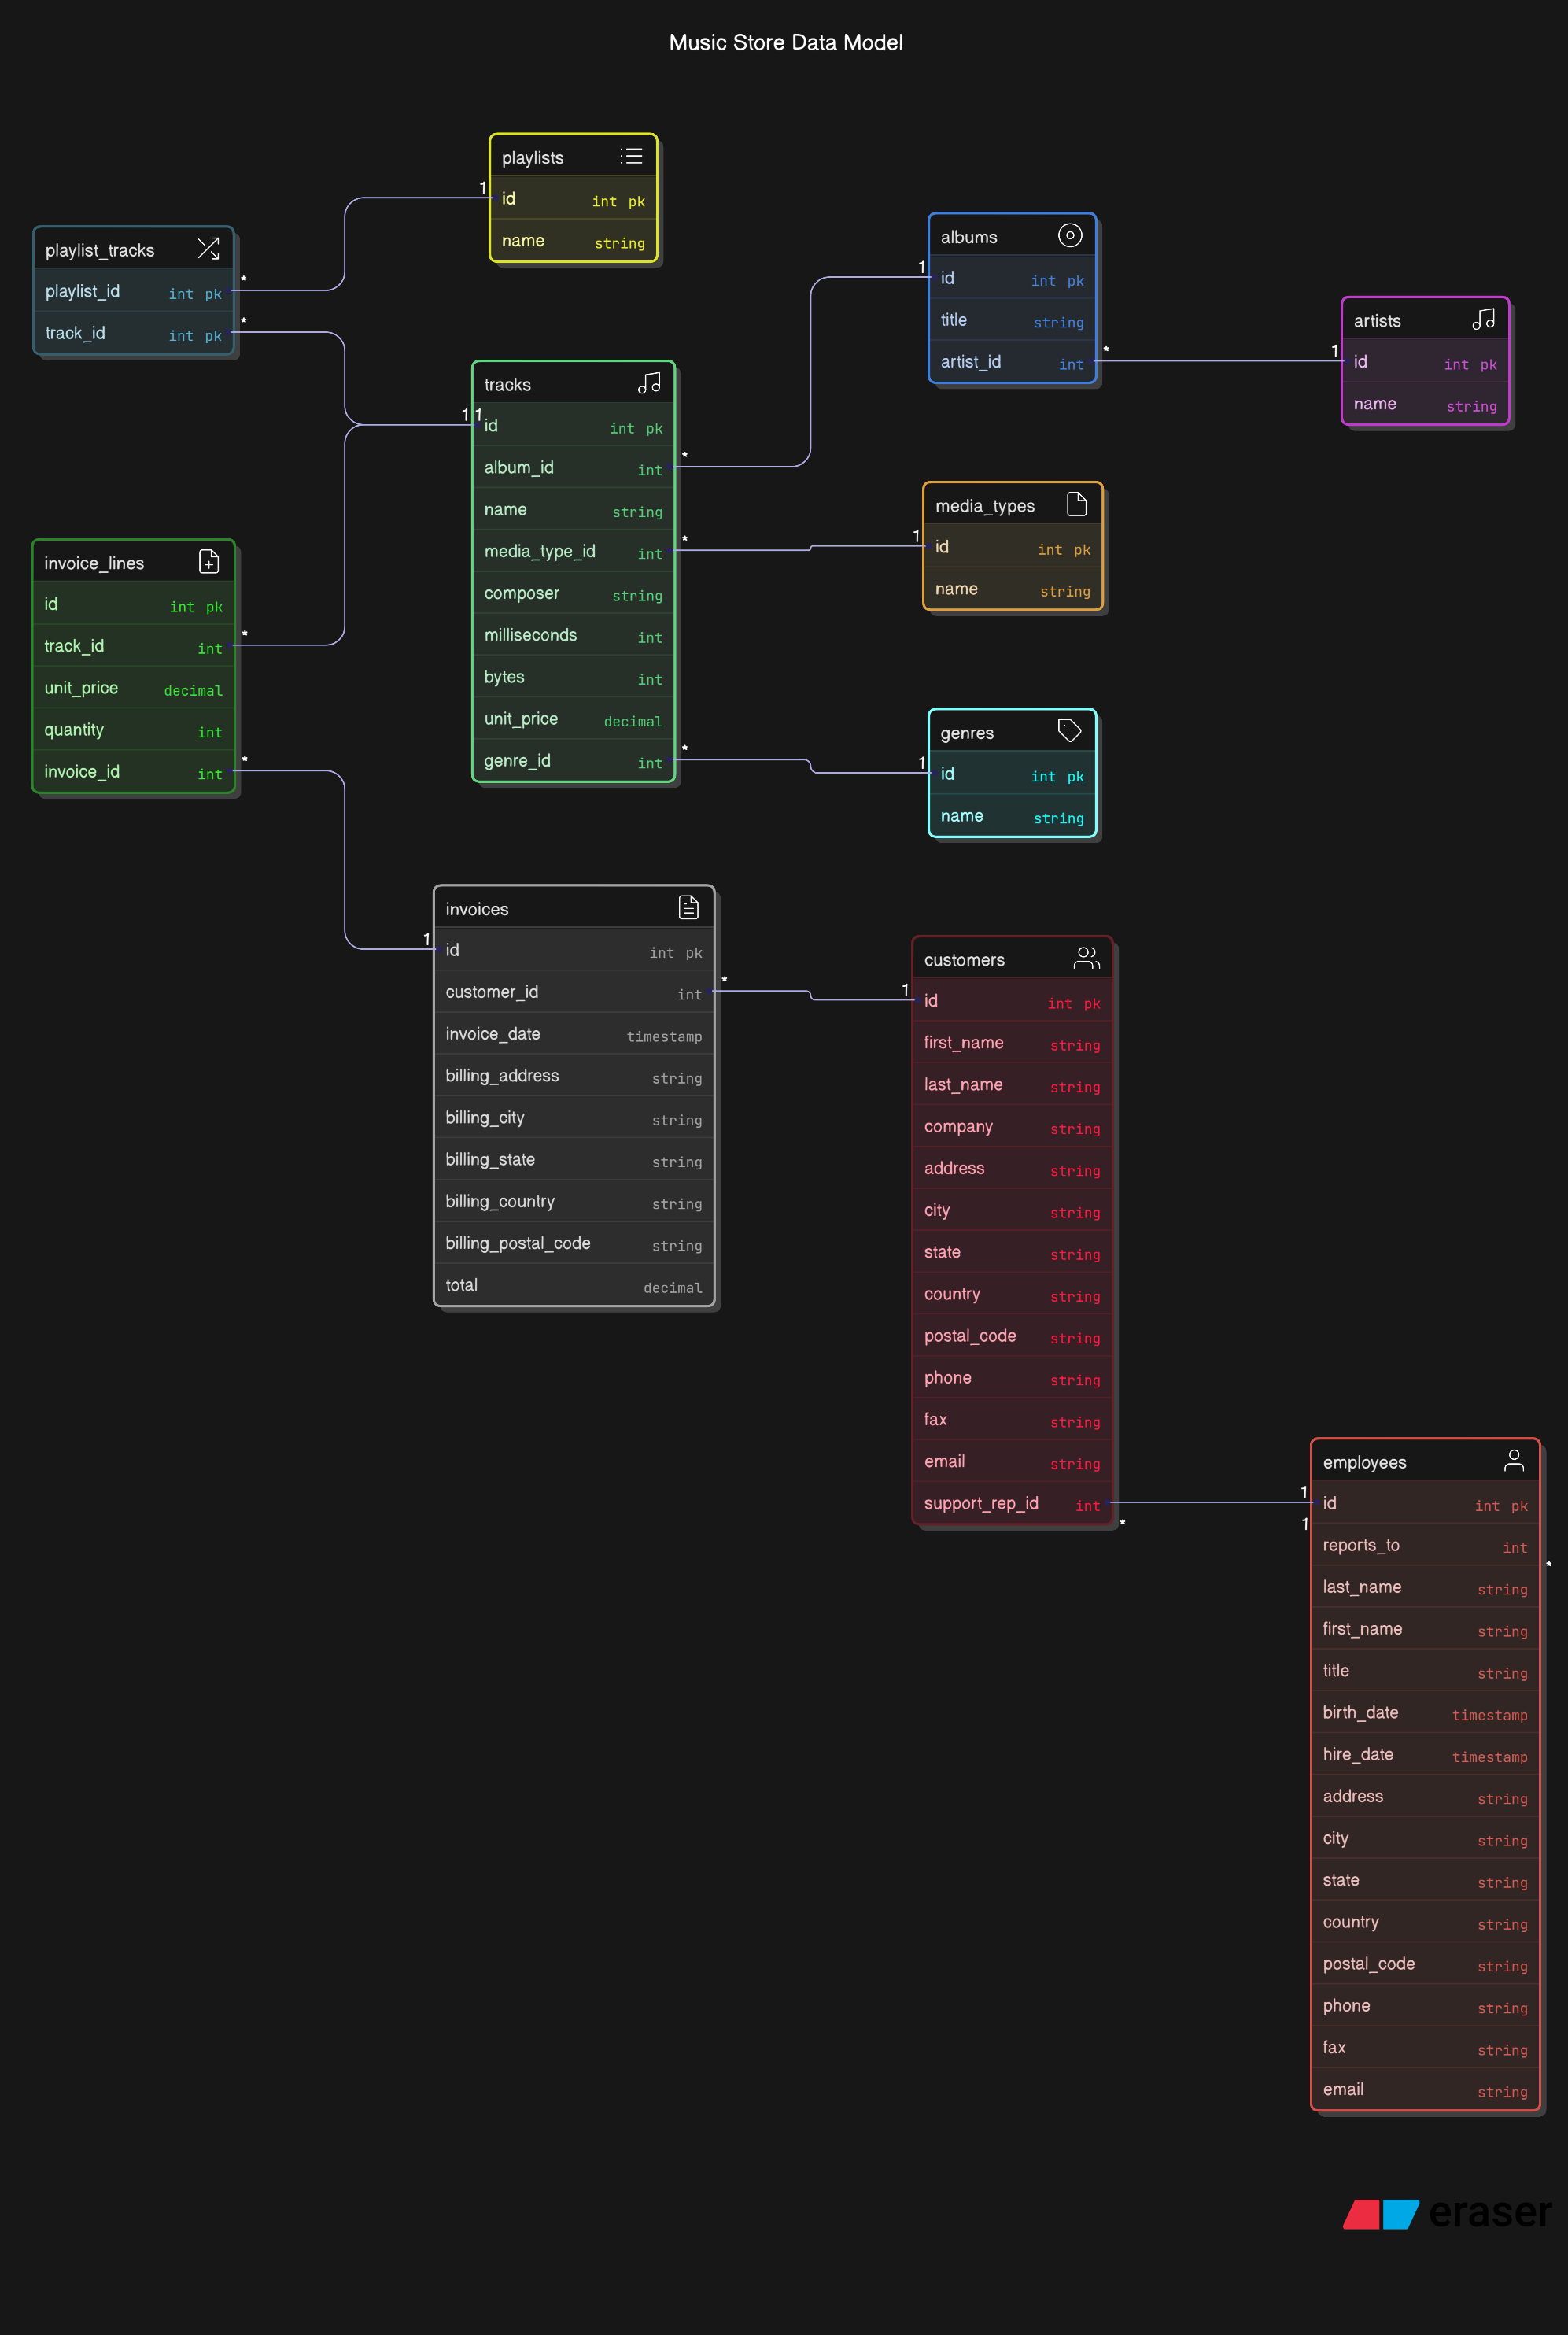 Music Store Data Model
playlists
id int pk
name string
playlist_tracks
playlist_id int pk
track_id int pk
*
*
1
albums
id int pk
title string
artist_id int
1
*
artists
id int pk
name string
1
tracks
id int pk
album_id int
name string
media_type_id int
composer string
milliseconds int
bytes int
unit_price decimal
genre_id int
1 1
*
*
*
media_types
id int pk
name string
1
invoice_lines
id int pk
track_id int
unit_price decimal
quantity int
invoice_id int
*
*
genres
id int pk
name string
1
invoices
id int pk
customer_id int
invoice_date timestamp
billing_address string
billing_city string
billing_state string
billing_country string
billing_postal_code string
total decimal
1
*
customers
id int pk
first_name string
last_name string
company string
address string
city string
state string
country string
postal_code string
phone string
fax string
email string
support_rep_id int
1
*
employees
id int pk
reports_to int
last_name string
first_name string
title string
birth_date timestamp
hire_date timestamp
address string
city string
state string
country string
postal_code string
phone string
fax string
email string
1
1
*
eraser